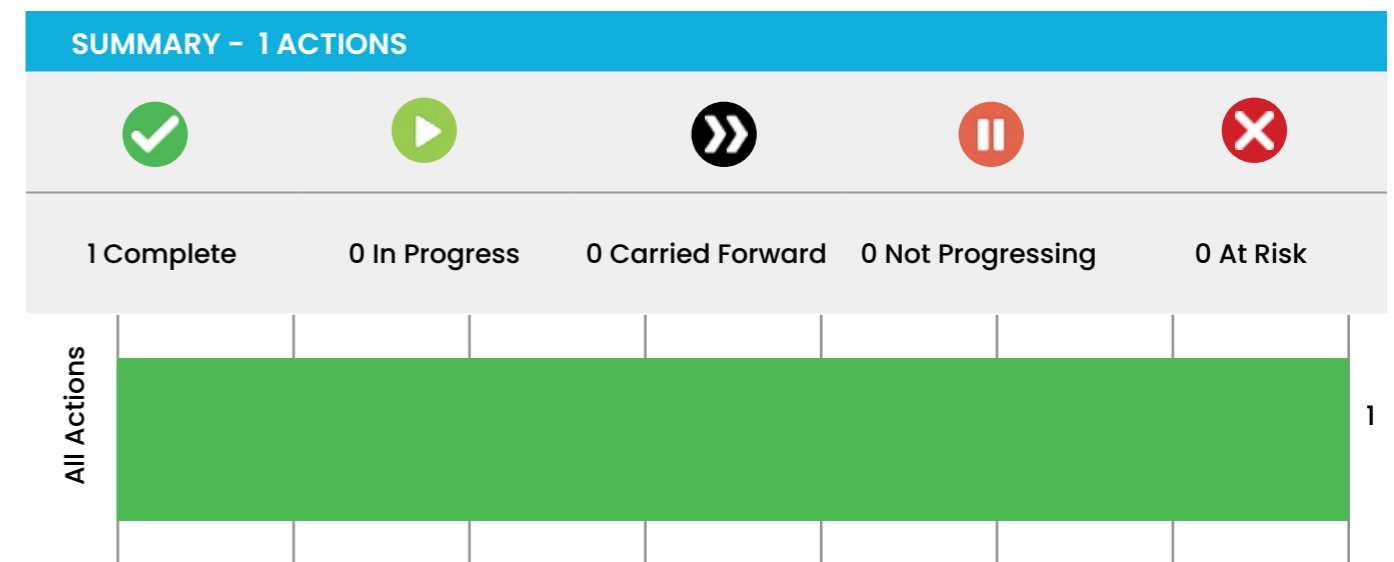 SUMMARY - 1 ACTIONS
1 Complete
0 In Progress
0 Carried Forward
0 Not Progressing
0 At Risk
All Actions
1